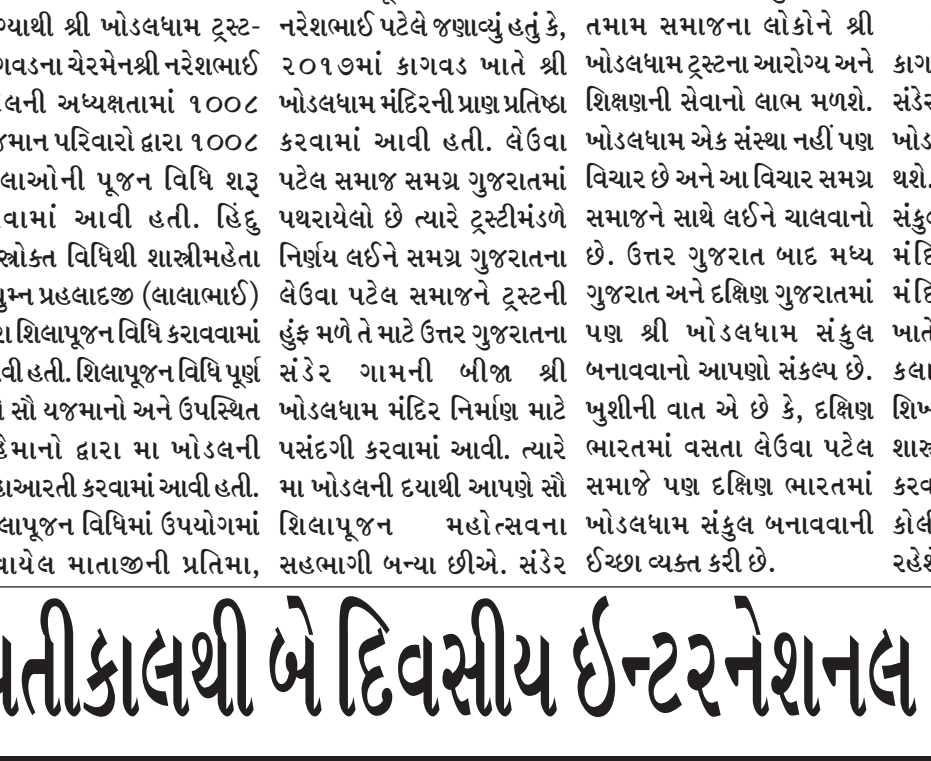 શ્રી ખોડલધામ ટ્રસ્ટ-
ચેરમેનશ્રી નરેશભાઈ
અધ્યક્ષતામાં ૧૦૦૮
પરિવારો દ્વારા ૧૦૦૮
પૂજન વિધિ શરૂ
આવી હતી. હિંદુ
વિધિથી શાસ્ત્રીમહેતા
પ્રહલાદજી (લાલાભાઈ)
શિલાપૂજન વિધિ કરાવવામાં
હતી. શિલાપૂજન વિધિ પૂર્ણ
સૌ યજમાનો અને ઉપસ્થિત
દ્વારા મા ખોડલની
કરવામાં આવી હતી.
વિધિમાં ઉપયોગમાં
માતાજીની પ્રતિમા,
નરેશભાઈ પટેલે જણાવ્યું હતું કે,
૨૦૧૭માં કાગવડ ખાતે શ્રી
ખોડલધામ મંદિરની પ્રાણ પ્રતિષ્ઠા
કરવામાં આવી હતી. લેઉવા
પટેલ સમાજ સમગ્ર ગુજરાતમાં
પથરાયેલો છે ત્યારે ટ્રસ્ટીમંડળે
નિર્ણય લઈને સમગ્ર ગુજરાતના
લેઉવા પટેલ સમાજને ટ્રસ્ટની
હુંફ મળે તે માટે ઉત્તર ગુજરાતના
સંડેર ગામની બીજા શ્રી
ખોડલધામ મંદિર નિર્માણ માટે
પસંદગી કરવામાં આવી. ત્યારે
મા ખોડલની દયાથી આપણે સૌ
શિલાપૂજન મહોત્સવના
સહભાગી બન્યા છીએ. સંડેર
તમામ સમાજના લોકોને શ્રી
ખોડલધામ ટ્રસ્ટના આરોગ્ય અને
શિક્ષણની સેવાનો લાભ મળશે.
ખોડલધામ એક સંસ્થા નહીં પણ
વિચાર છે અને આ વિચાર સમગ્ર
સમાજને સાથે લઈને ચાલવાનો
છે. ઉત્તર ગુજરાત બાદ મધ્ય
ગુજરાત અને દક્ષિણ ગુજરાતમાં
પણ શ્રી ખોડલધામ સંકુલ
બનાવવાનો આપણો સંકલ્પ છે.
ખુશીની વાત એ છે કે, દક્ષિણ
ભારતમાં વસતા લેઉવા પટેલ
સમાજે પણ દક્ષિણ ભારતમાં
ખોડલધામ સંકુલ બનાવવાની
ઈચ્છા વ્યક્ત કરી છે.
થશે.
બે દિવસીય ઈન્ટરનેશનલ